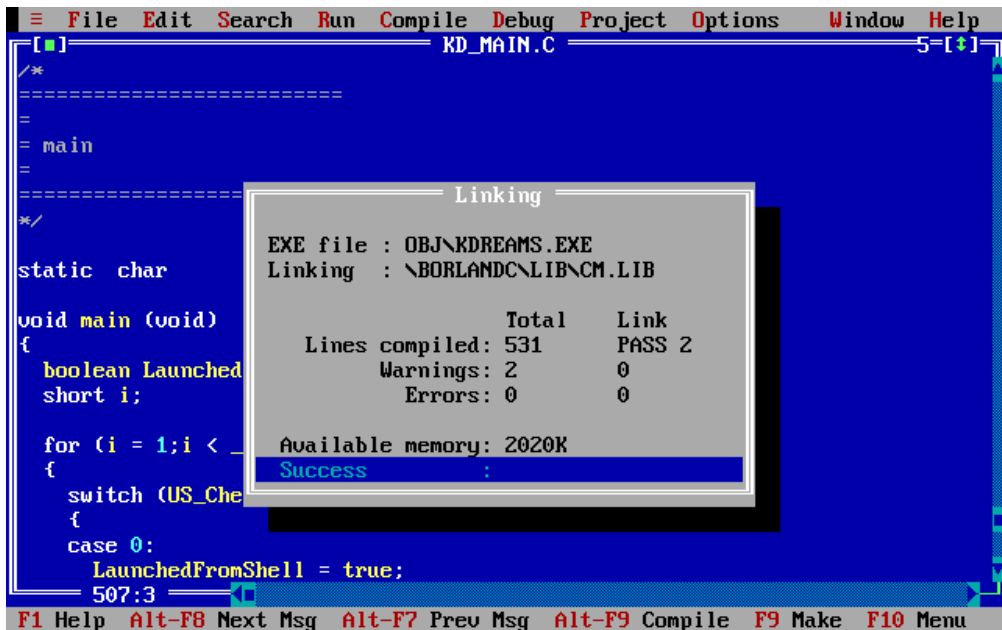 ≡ File Edit Search Run Compile Debug Project Options Window Help
[■] KD_MAIN.C 5=[↕]
/*
==========================
=
= main
=
==================
*/
static char
void main (void)
{
boolean Launched
short i;
for (i = 1;i < _
{
switch (US_Che
{
case 0:
LaunchedFromShell = true;
507:3
Linking
EXE file : OBJ\KDREAMS.EXE
Linking : \BORLANDC\LIB\CM.LIB
Total Link
Lines compiled: 531 PASS 2
Warnings: 2 0
Errors: 0 0
Available memory: 2020K
Success :
F1 Help Alt-F8 Next Msg Alt-F7 Prev Msg Alt-F9 Compile F9 Make F10 Menu